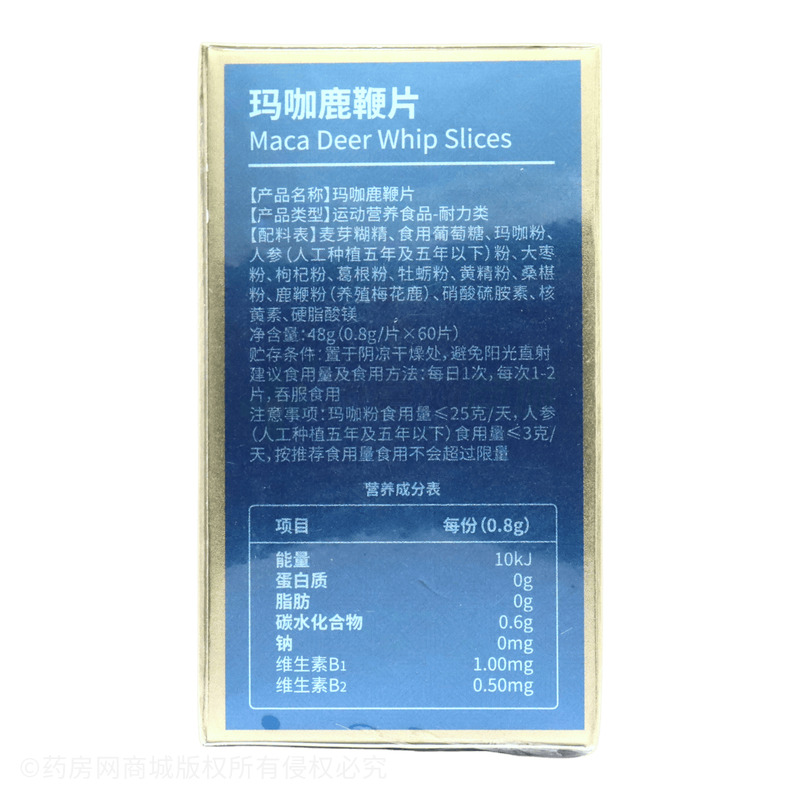 玛咖鹿鞭片
Maca Deer Whip Slices
【产品名称】玛咖鹿鞭片
【产品类型】运动营养食品-耐力类
【配料表】麦芽糊精、食用葡萄糖、玛咖粉、
人参（人工种植五年及五年以下）粉、大枣
粉、枸杞粉、葛根粉、牡蛎粉、黄精粉、桑椹
粉、鹿鞭粉（养殖梅花鹿）、硝酸硫胺素、核
黄素、硬脂酸镁
净含量：48g（0.8g/片×60片）
贮存条件：置于阴凉干燥处，避免阳光直射
建议食用量及食用方法：每日1次，每次1-2
片，吞服食用
注意事项：玛咖粉食用量≤25克/天，人参
（人工种植五年及五年以下）食用量≤3克/
天，按推荐食用量食用不会超过限量
营养成分表
项目 每份（0.8g）
能量 10kJ
蛋白质 0g
脂肪 0g
碳水化合物 0.6g
钠 0mg
维生素B1 1.00mg
维生素B2 0.50mg
©药房网商城版权所有侵权必究